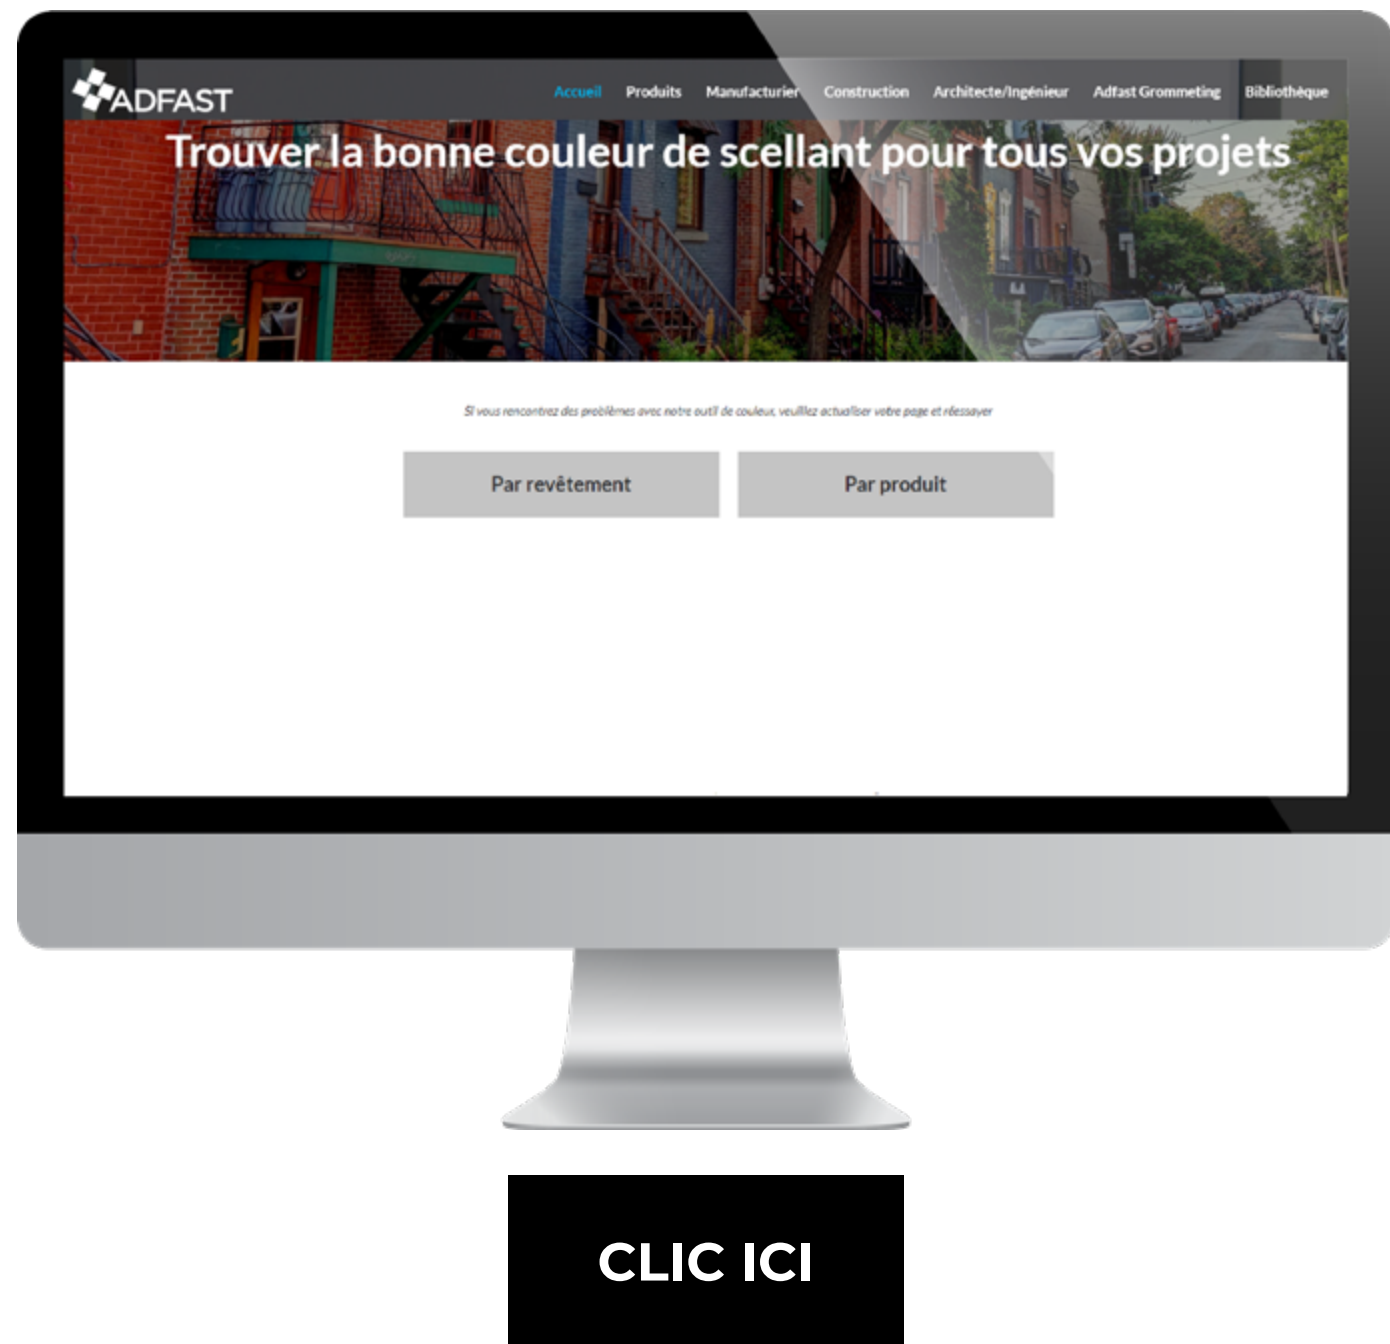 ADFAST
Accueil Produits Manufacturier Construction Architecte/Ingénieur Adfast Grommeting Bibliothèque
Trouver la bonne couleur de scellant pour tous vos projets
Si vous rencontrez des problèmes avec notre outil de couleur, veuillez actualiser votre page et réessayer
Par revêtement Par produit
CLIC ICI